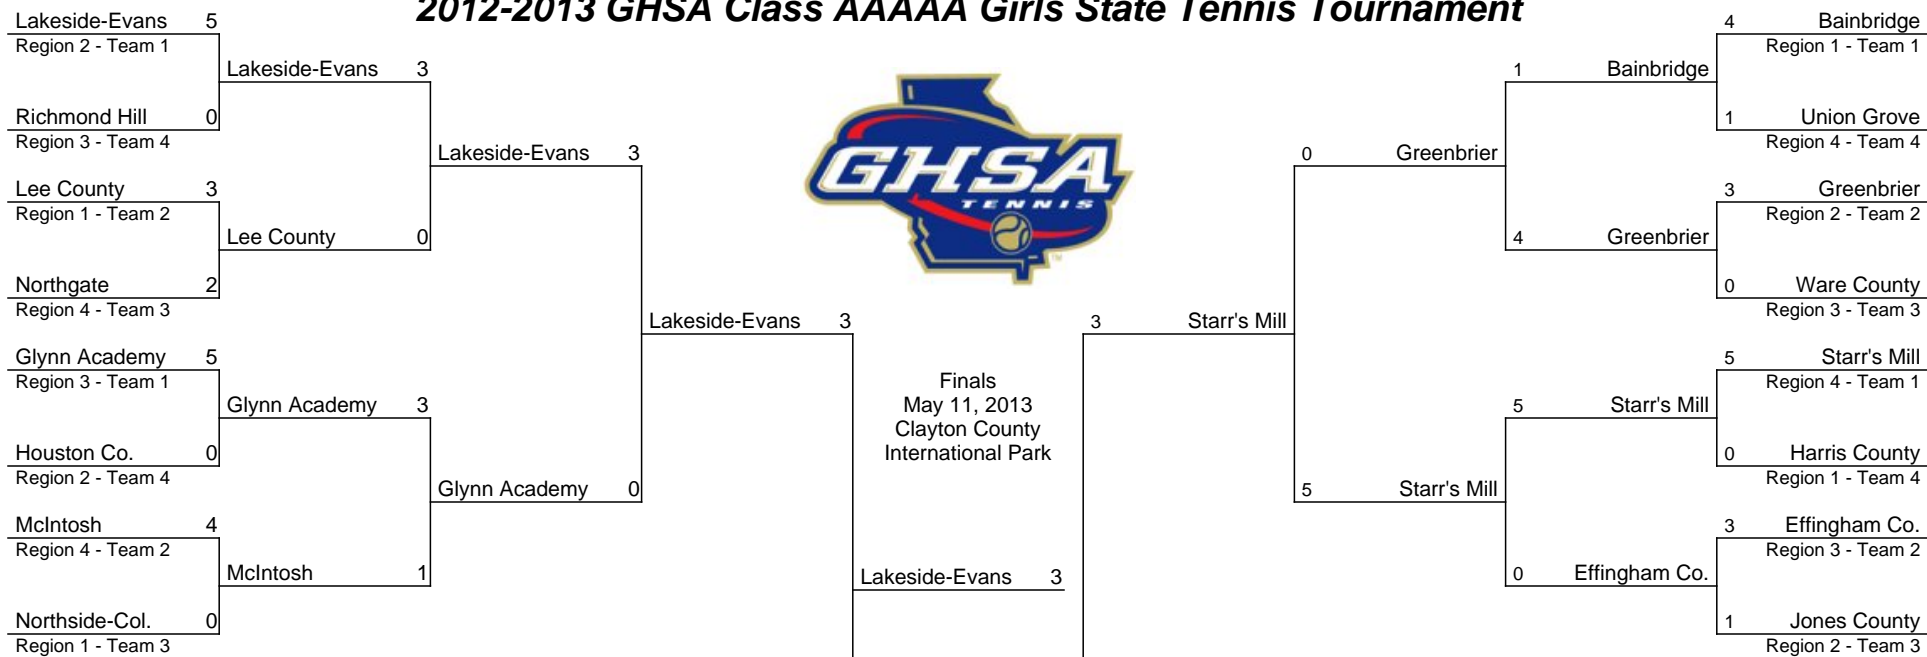 2012-2013 GHSA Class AAAAA Girls State Tennis Tournament
Lakeside-Evans 5
Region 2 - Team 1
Richmond Hill 0
Region 3 - Team 4
Lee County 3
Region 1 - Team 2
Northgate 2
Region 4 - Team 3
Glynn Academy 5
Region 3 - Team 1
Houston Co. 0
Region 2 - Team 4
McIntosh 4
Region 4 - Team 2
Northside-Col. 0
Region 1 - Team 3
Lakeside-Evans 3
Lee County 0
Glynn Academy 3
McIntosh 1
Lakeside-Evans 3
Glynn Academy 0
Lakeside-Evans 3
GHSA
TENNIS
TM
Finals
May 11, 2013
Clayton County
International Park
Lakeside-Evans 3
3 Starr's Mill
0 Greenbrier
5 Starr's Mill
1 Bainbridge
4 Greenbrier
5 Starr's Mill
0 Effingham Co.
4 Bainbridge
Region 1 - Team 1
1 Union Grove
Region 4 - Team 4
3 Greenbrier
Region 2 - Team 2
0 Ware County
Region 3 - Team 3
5 Starr's Mill
Region 4 - Team 1
0 Harris County
Region 1 - Team 4
3 Effingham Co.
Region 3 - Team 2
1 Jones County
Region 2 - Team 3